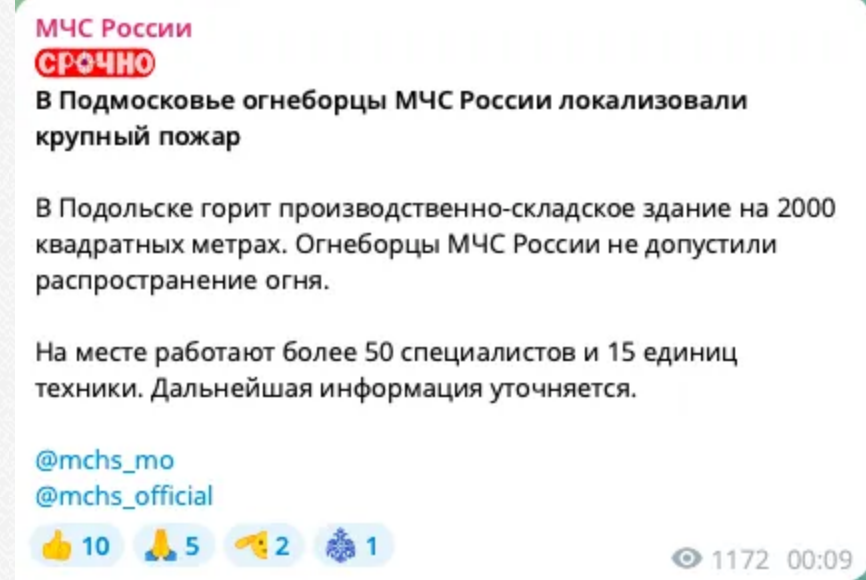 МЧС России
СРОЧНО
В Подмосковье огнеборцы МЧС России локализовали
крупный пожар
В Подольске горит производственно-складское здание на 2000
квадратных метрах. Огнеборцы МЧС России не допустили
распространение огня.
На месте работают более 50 специалистов и 15 единиц
техники. Дальнейшая информация уточняется.
@mchs_mo
@mchs_official
10 5 2 1
1172 00:09